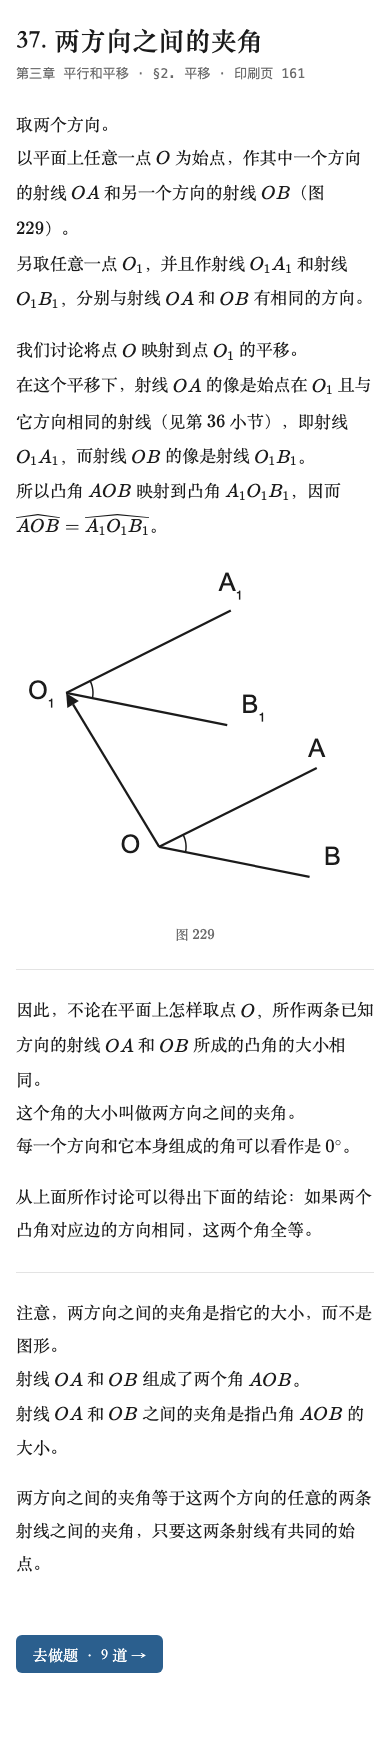 37. 两方向之间的夹角
第三章 平行和平移 · §2. 平移 · 印刷页 161
取两个方向。
以平面上任意一点 O 为始点，作其中一个方向
的射线 OA 和另一个方向的射线 OB（图
229）。
另取任意一点 O₁，并且作射线 O₁A₁ 和射线
O₁B₁，分别与射线 OA 和 OB 有相同的方向。
我们讨论将点 O 映射到点 O₁ 的平移。
在这个平移下，射线 OA 的像是始点在 O₁ 且与
它方向相同的射线（见第 36 小节），即射线
O₁A₁，而射线 OB 的像是射线 O₁B₁。
所以凸角 AOB 映射到凸角 A₁O₁B₁，因而
\widehat{AOB} = \widehat{A₁O₁B₁}。
A₁
O₁
B₁
A
O
B
图 229
因此，不论在平面上怎样取点 O，所作两条已知
方向的射线 OA 和 OB 所成的凸角的大小相
同。
这个角的大小叫做两方向之间的夹角。
每一个方向和它本身组成的角可以看作是 0°。
从上面所作讨论可以得出下面的结论：如果两个
凸角对应边的方向相同，这两个角全等。
注意，两方向之间的夹角是指它的大小，而不是
图形。
射线 OA 和 OB 组成了两个角 AOB。
射线 OA 和 OB 之间的夹角是指凸角 AOB 的
大小。
两方向之间的夹角等于这两个方向的任意的两条
射线之间的夹角，只要这两条射线有共同的始
点。
去做题 · 9 道 →